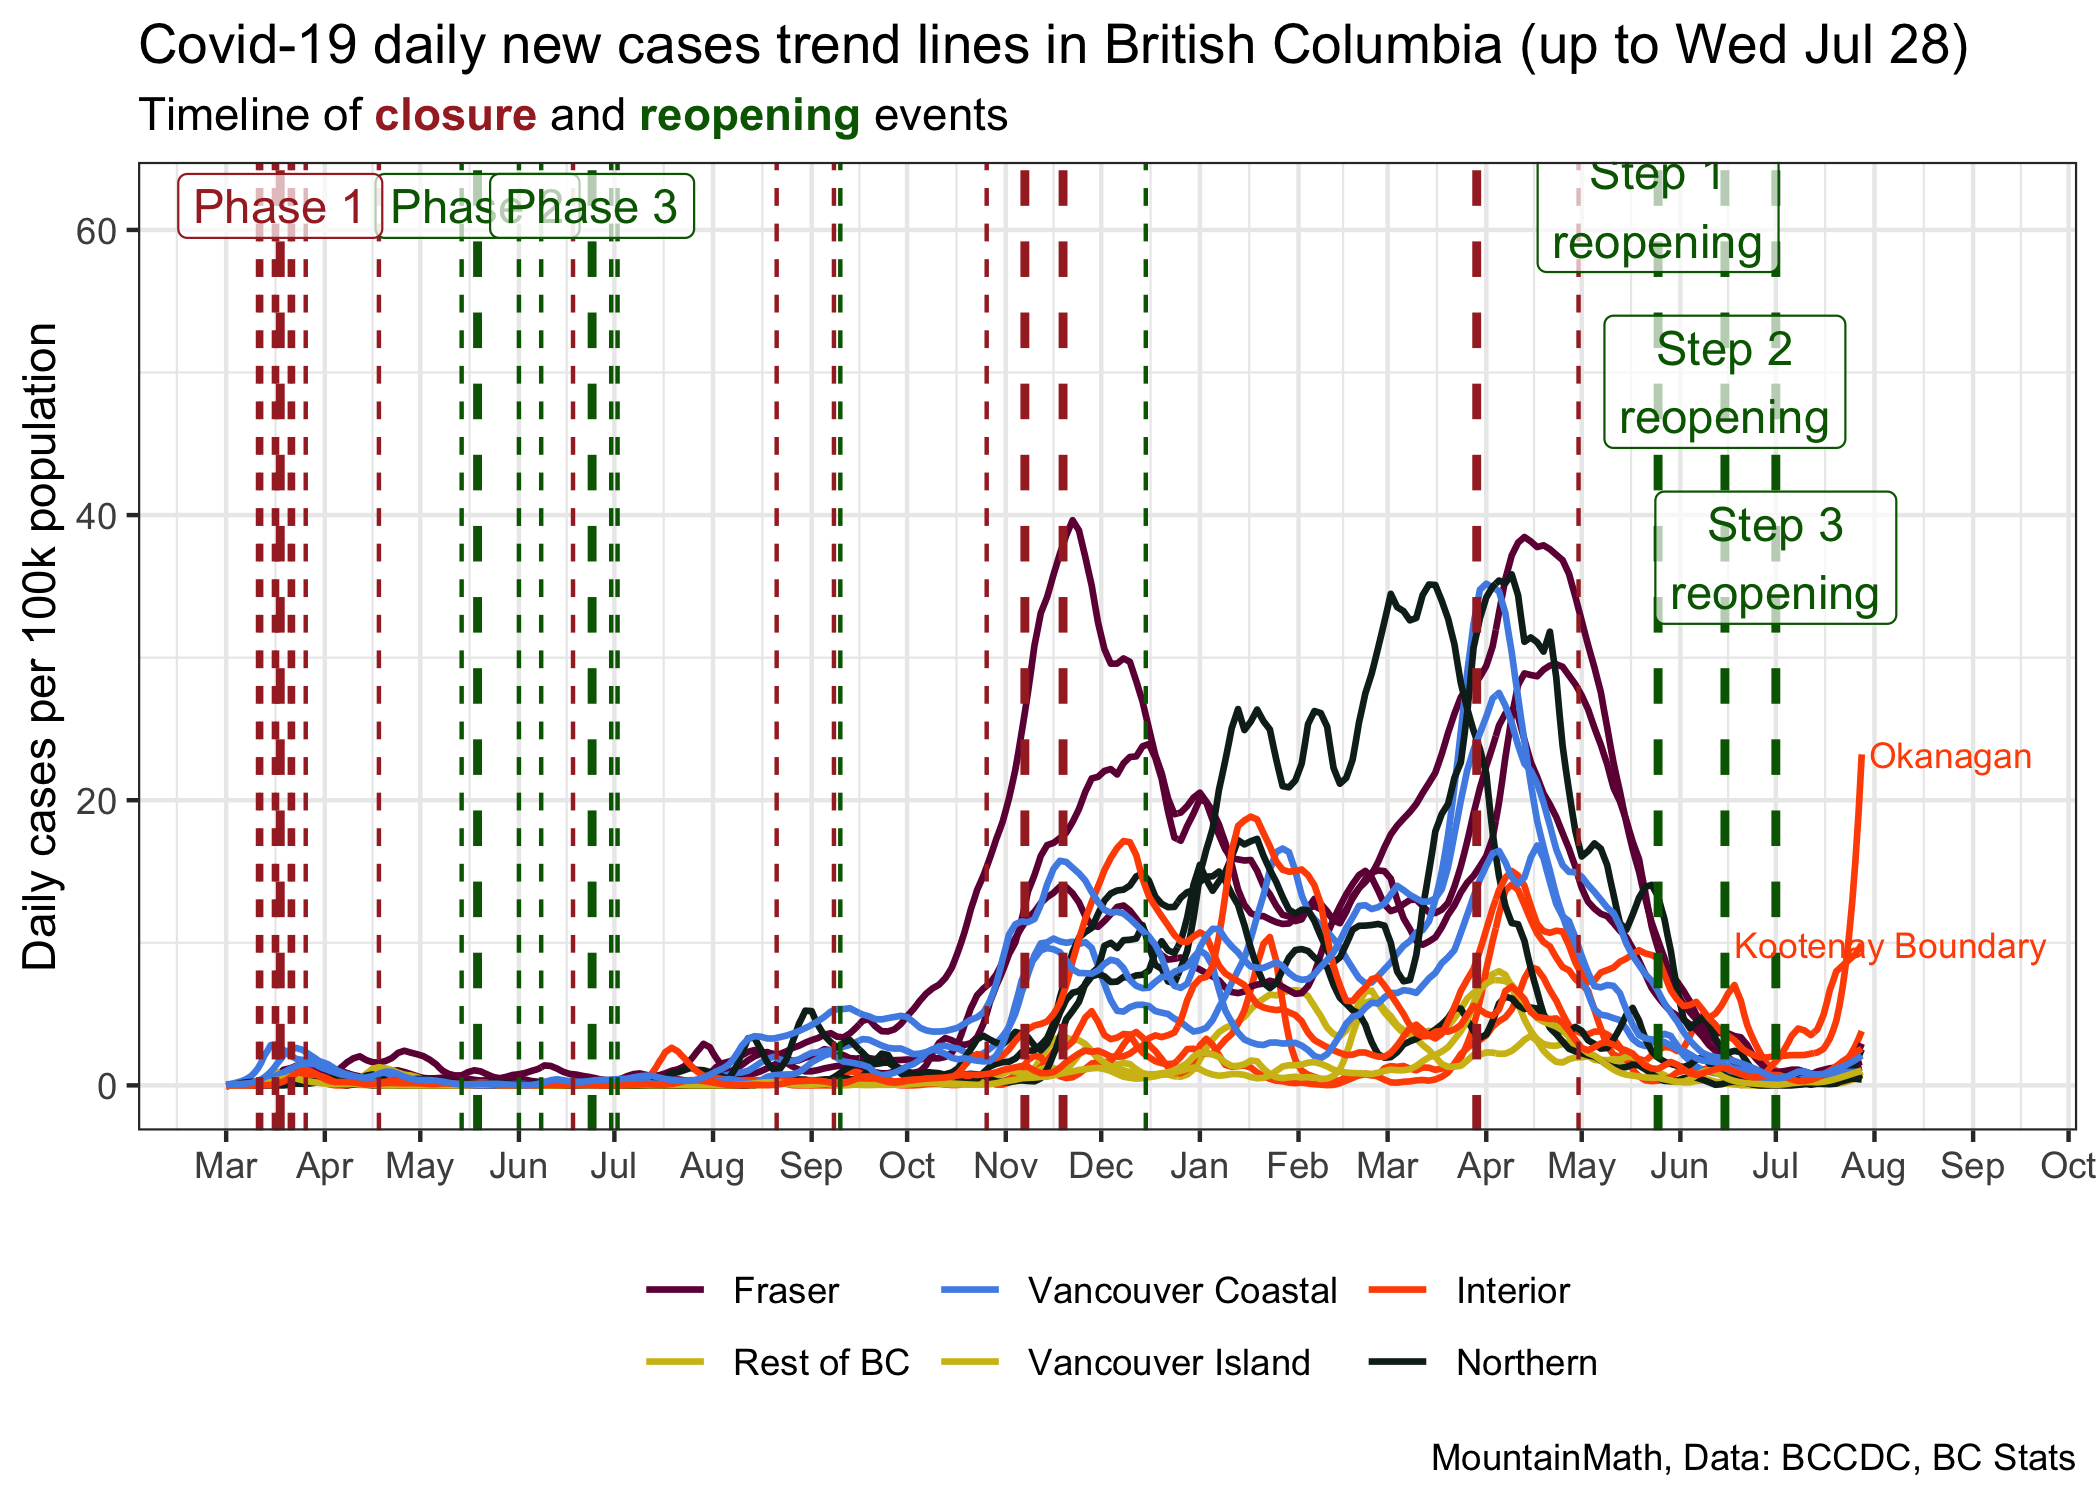 Covid-19 daily new cases trend lines in British Columbia (up to Wed Jul 28)
Timeline of closure and reopening events
Daily cases per 100k population
60
40
20
0
Phase 1
Phase 2
Phase 3
Step 1
reopening
Step 2
reopening
Step 3
reopening
Okanagan
Kootenay Boundary
Mar Apr May Jun Jul Aug Sep Oct Nov Dec Jan Feb Mar Apr May Jun Jul Aug Sep Oct
Fraser Vancouver Coastal Interior
Rest of BC Vancouver Island Northern
MountainMath, Data: BCCDC, BC Stats